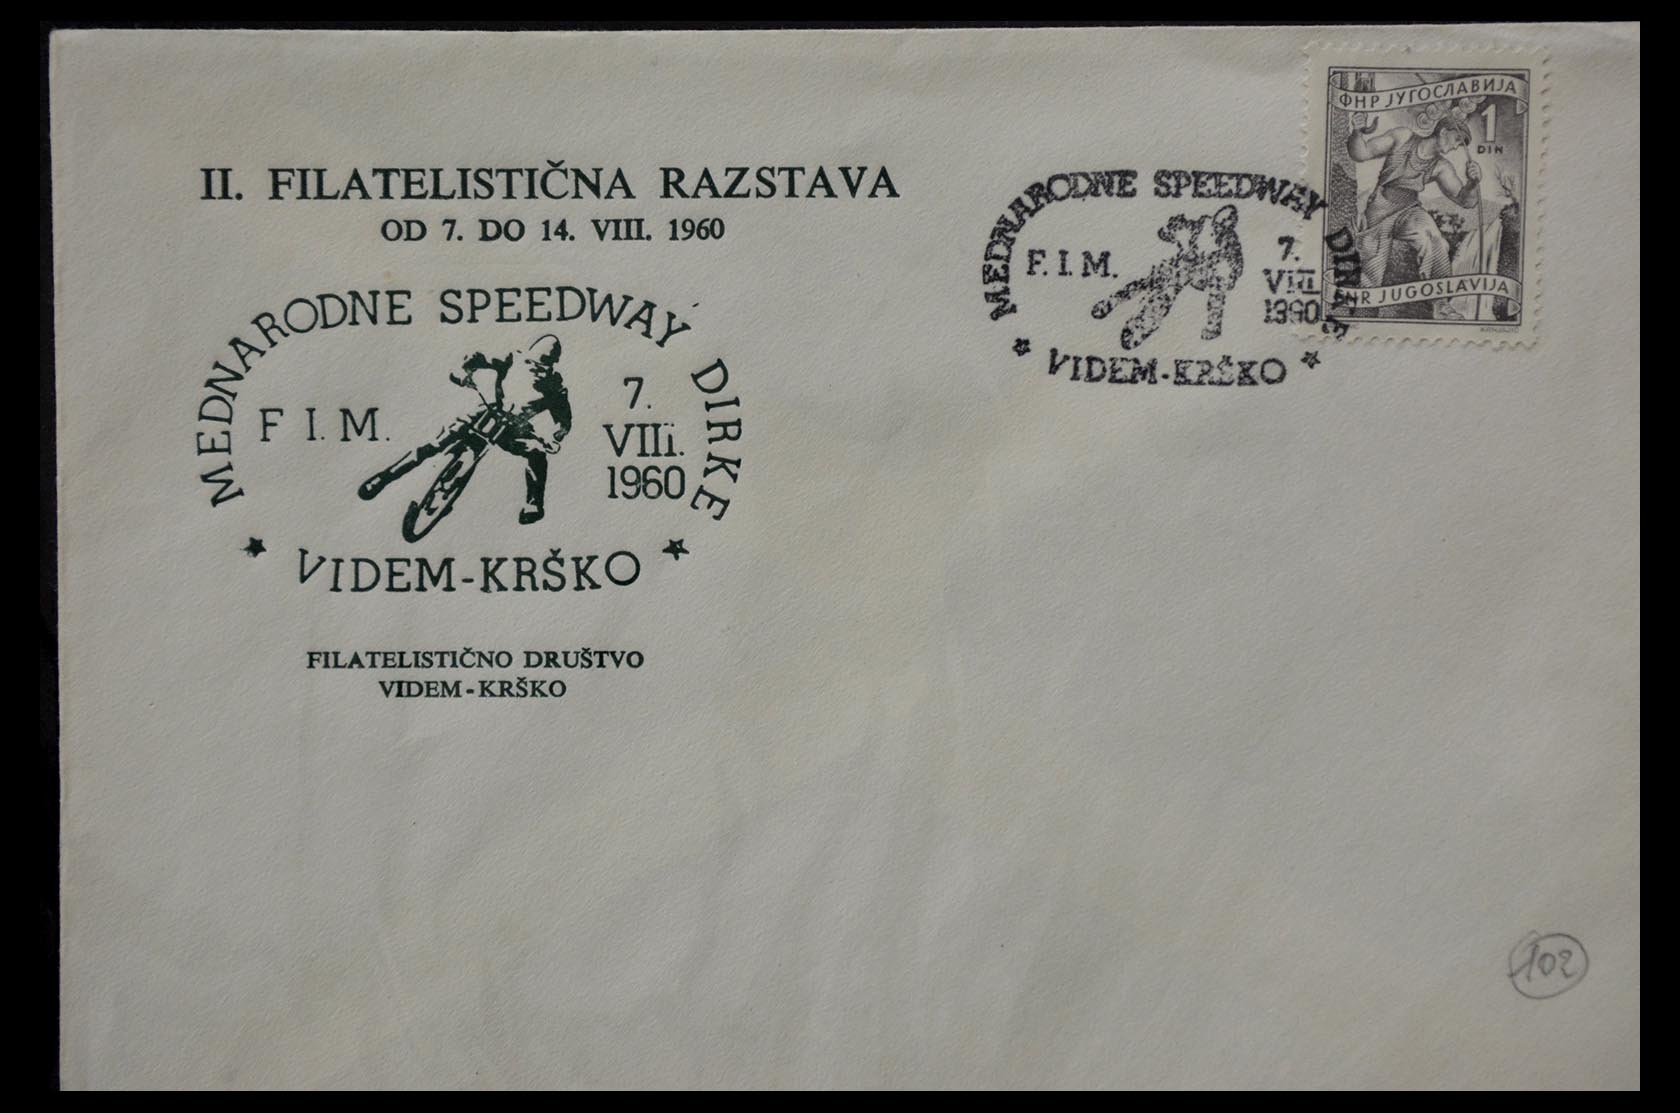 II. FILATELISTIČNA RAZSTAVA
OD 7. DO 14. VIII. 1960
MEDNARODNE SPEEDWAY DIRKE
F I. M.
7.
VIII.
1960
VIDEM-KRŠKO
FILATELISTIČNO DRUŠTVO
VIDEM-KRŠKO
MEDNARODNE SPEEDWAY DIRKE
F. I. M.
7.
VIII
1960
VIDEM-KRŠKO
ФНР ЈУГОСЛАВИЈА
1
DIN
FNR JUGOSLAVIJA
102